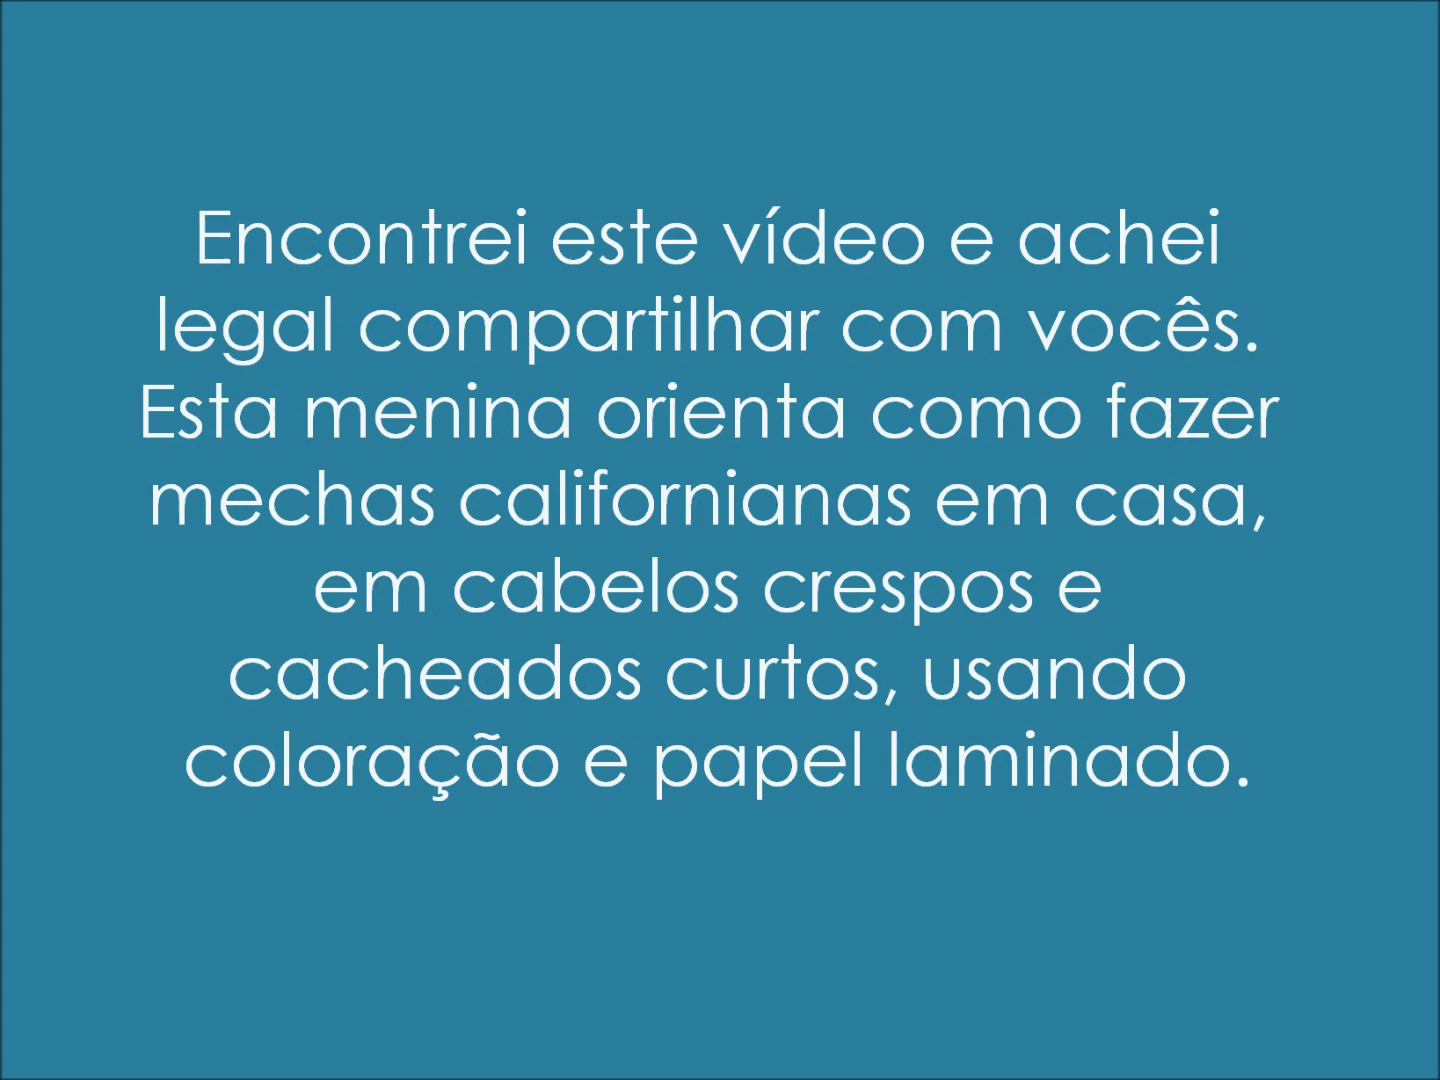 Encontrei este vídeo e achei
legal compartilhar com vocês.
Esta menina orienta como fazer
mechas californianas em casa,
em cabelos crespos e
cacheados curtos, usando
coloração e papel laminado.